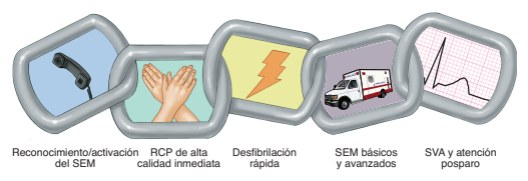 Reconocimiento/activación
del SEM
RCP de alta
calidad inmediata
Desfibrilación
rápida
SEM básicos
y avanzados
SVA y atención
posparo